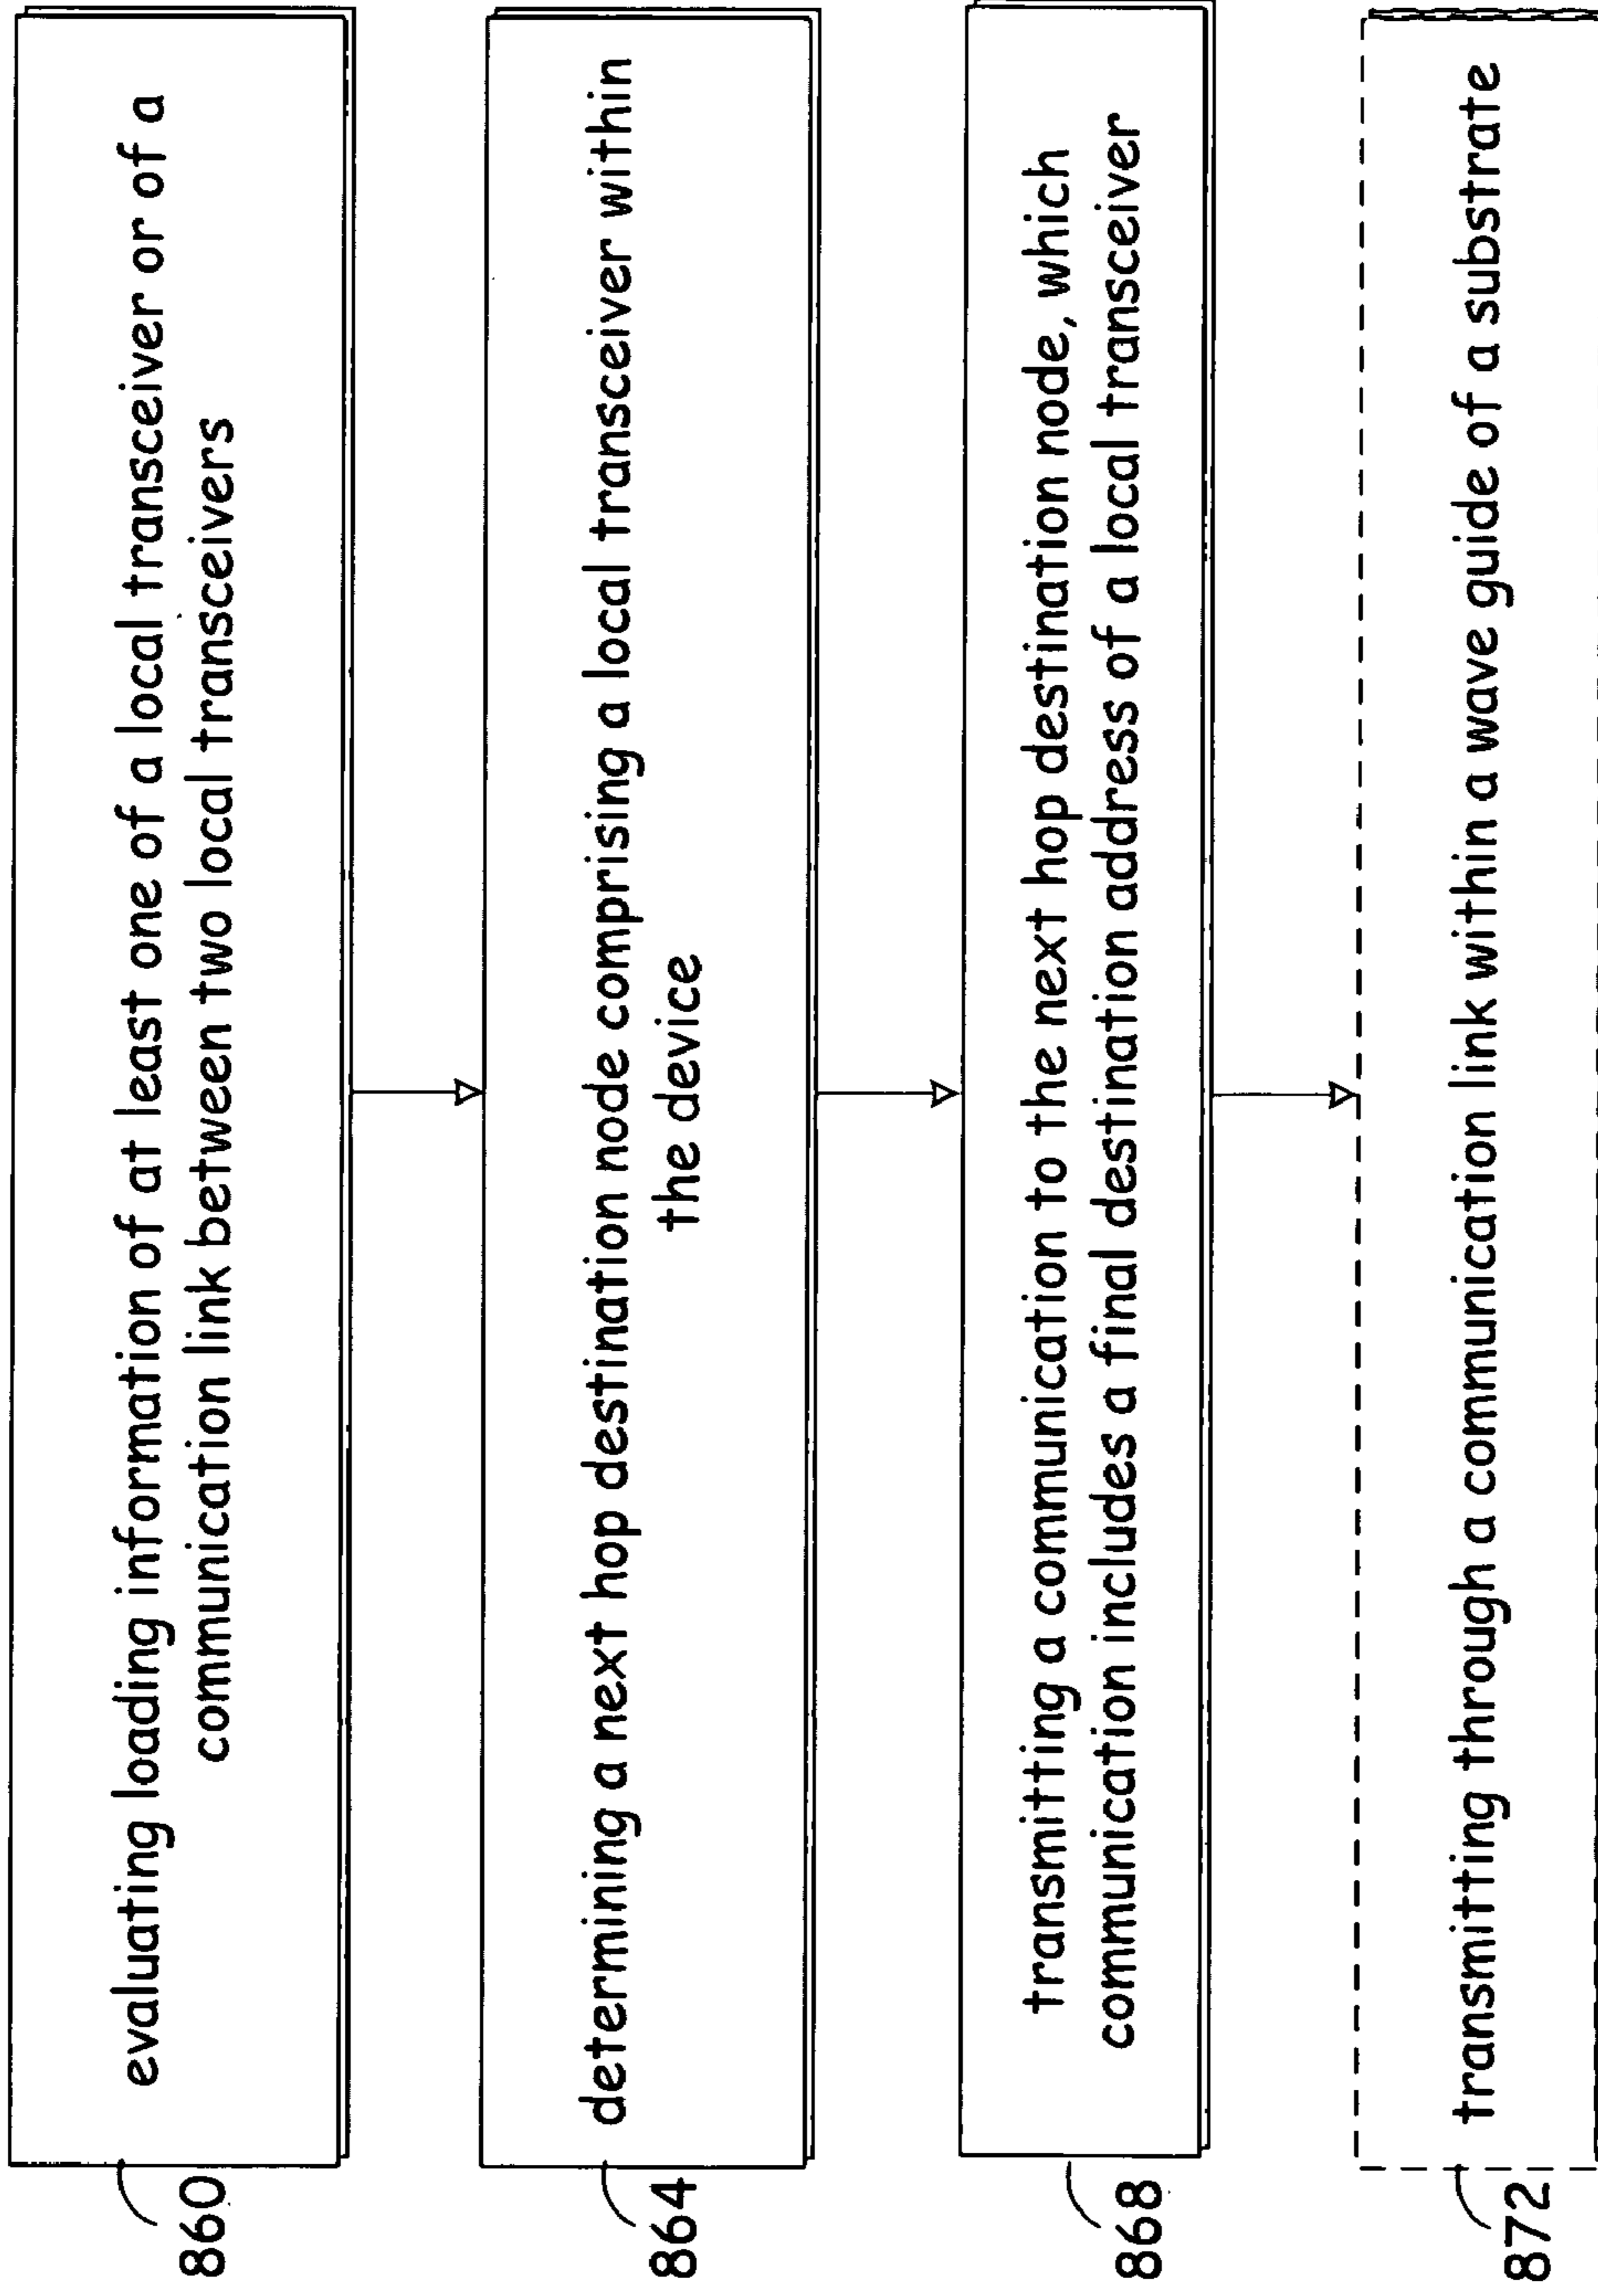 evaluating loading information of at least one of a local transceiver or of a
communication link between two local transceivers
860
determining a next hop destination node comprising a local transceiver within
the device
864
transmitting a communication to the next hop destination node, which
communication includes a final destination address of a local transceiver
868
transmitting through a communication link within a wave guide of a substrate
872